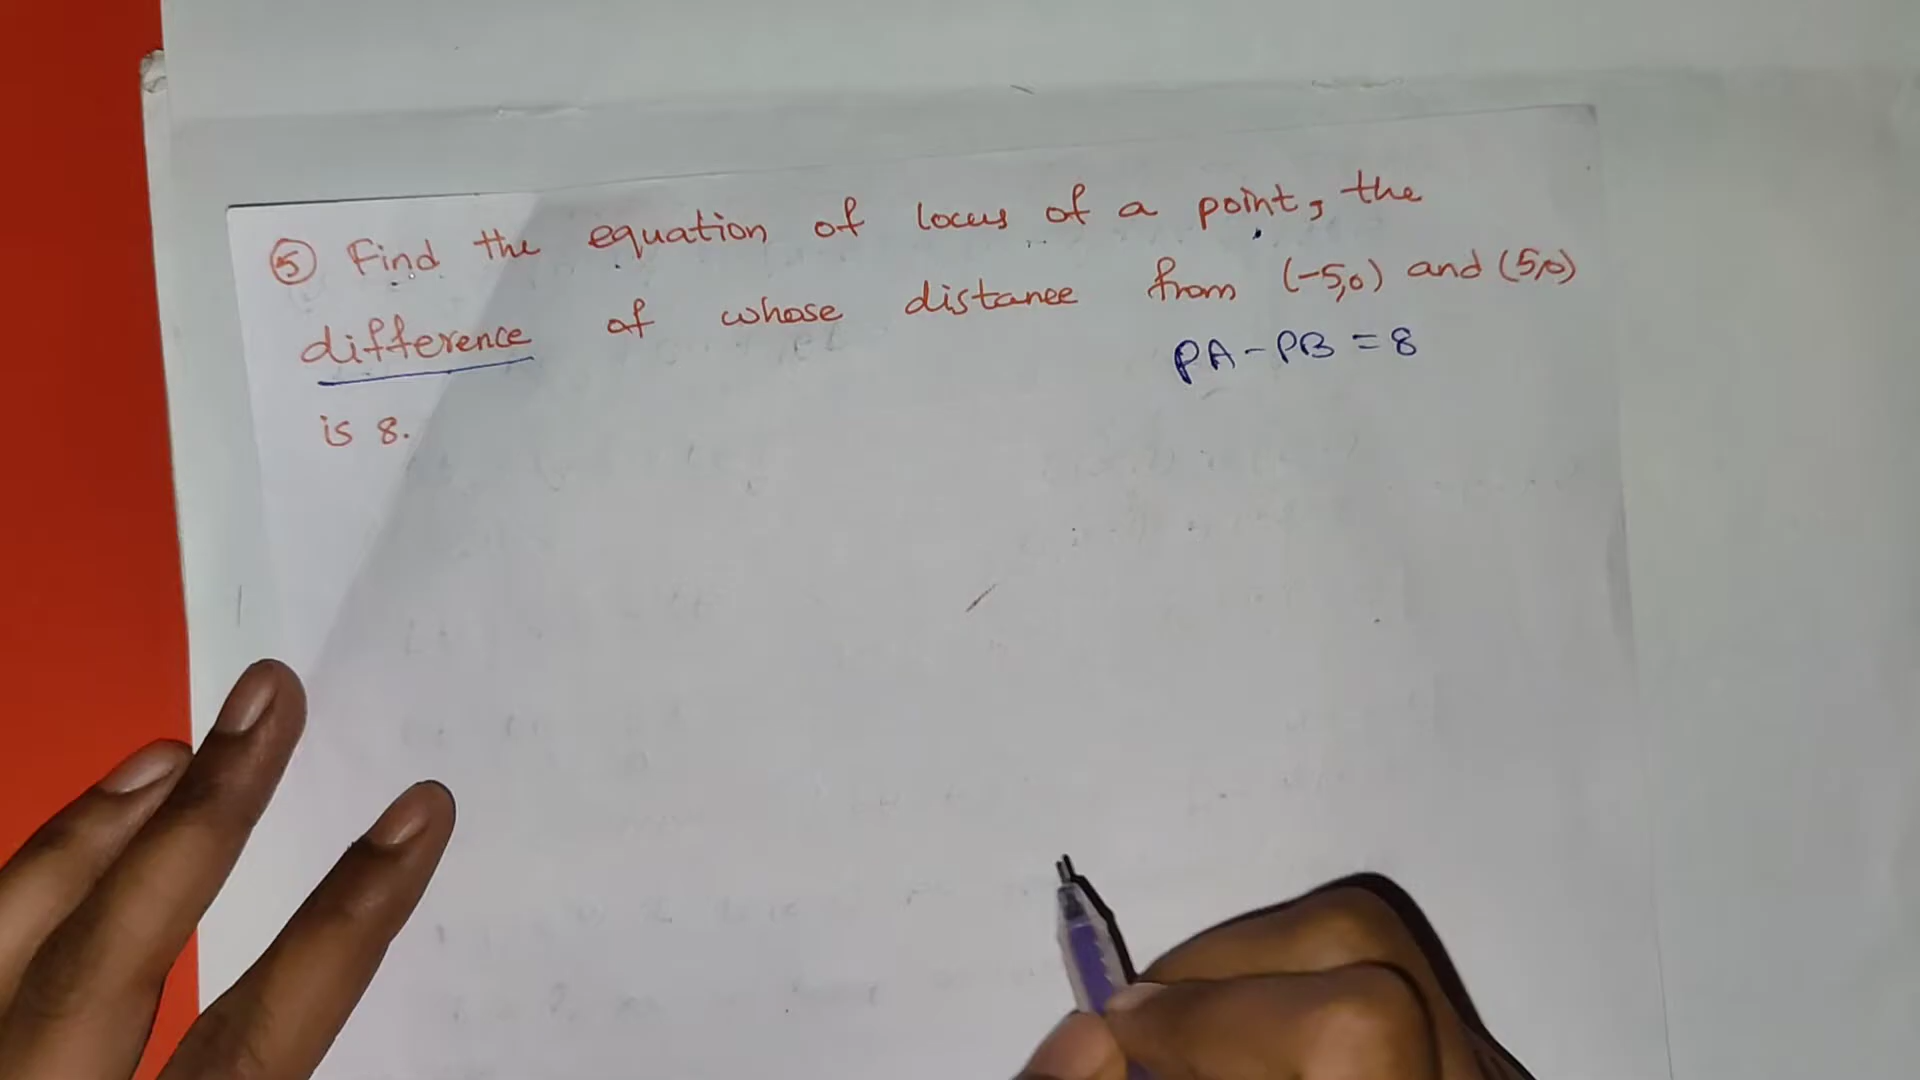 ⑤ Find the equation of locus of a point, the
difference of whose distance from (-5,0) and (5,0)
PA - PB = 8
is 8.